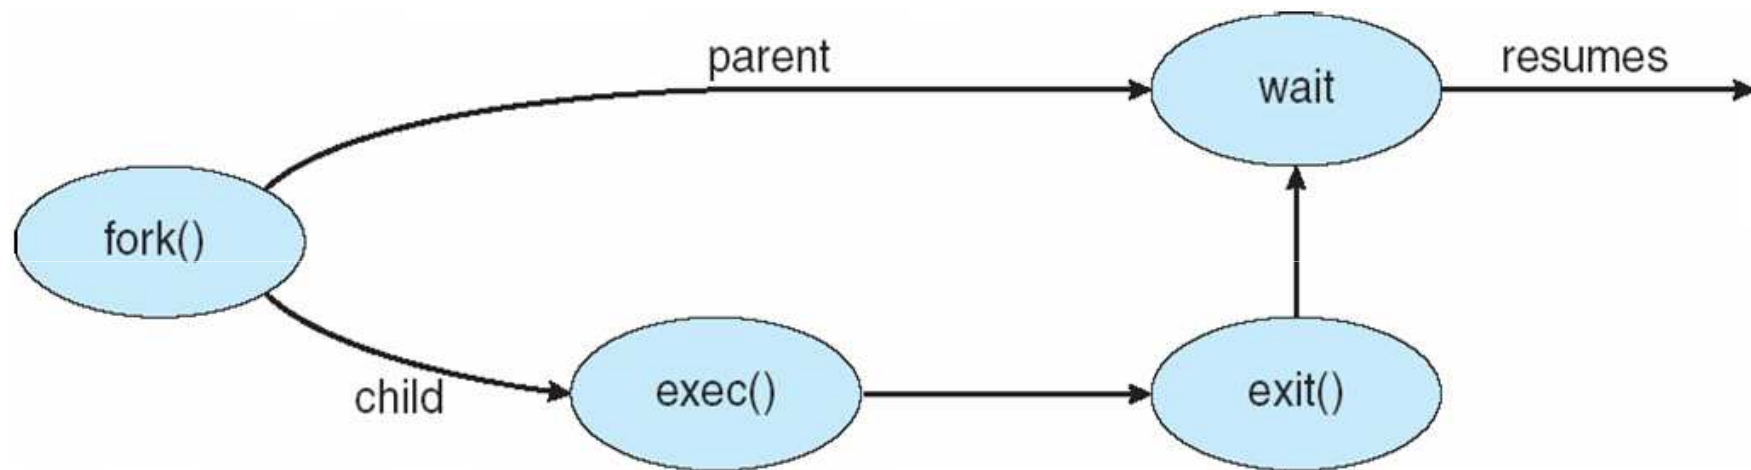 parent
wait
resumes
fork()
child
exec()
exit()